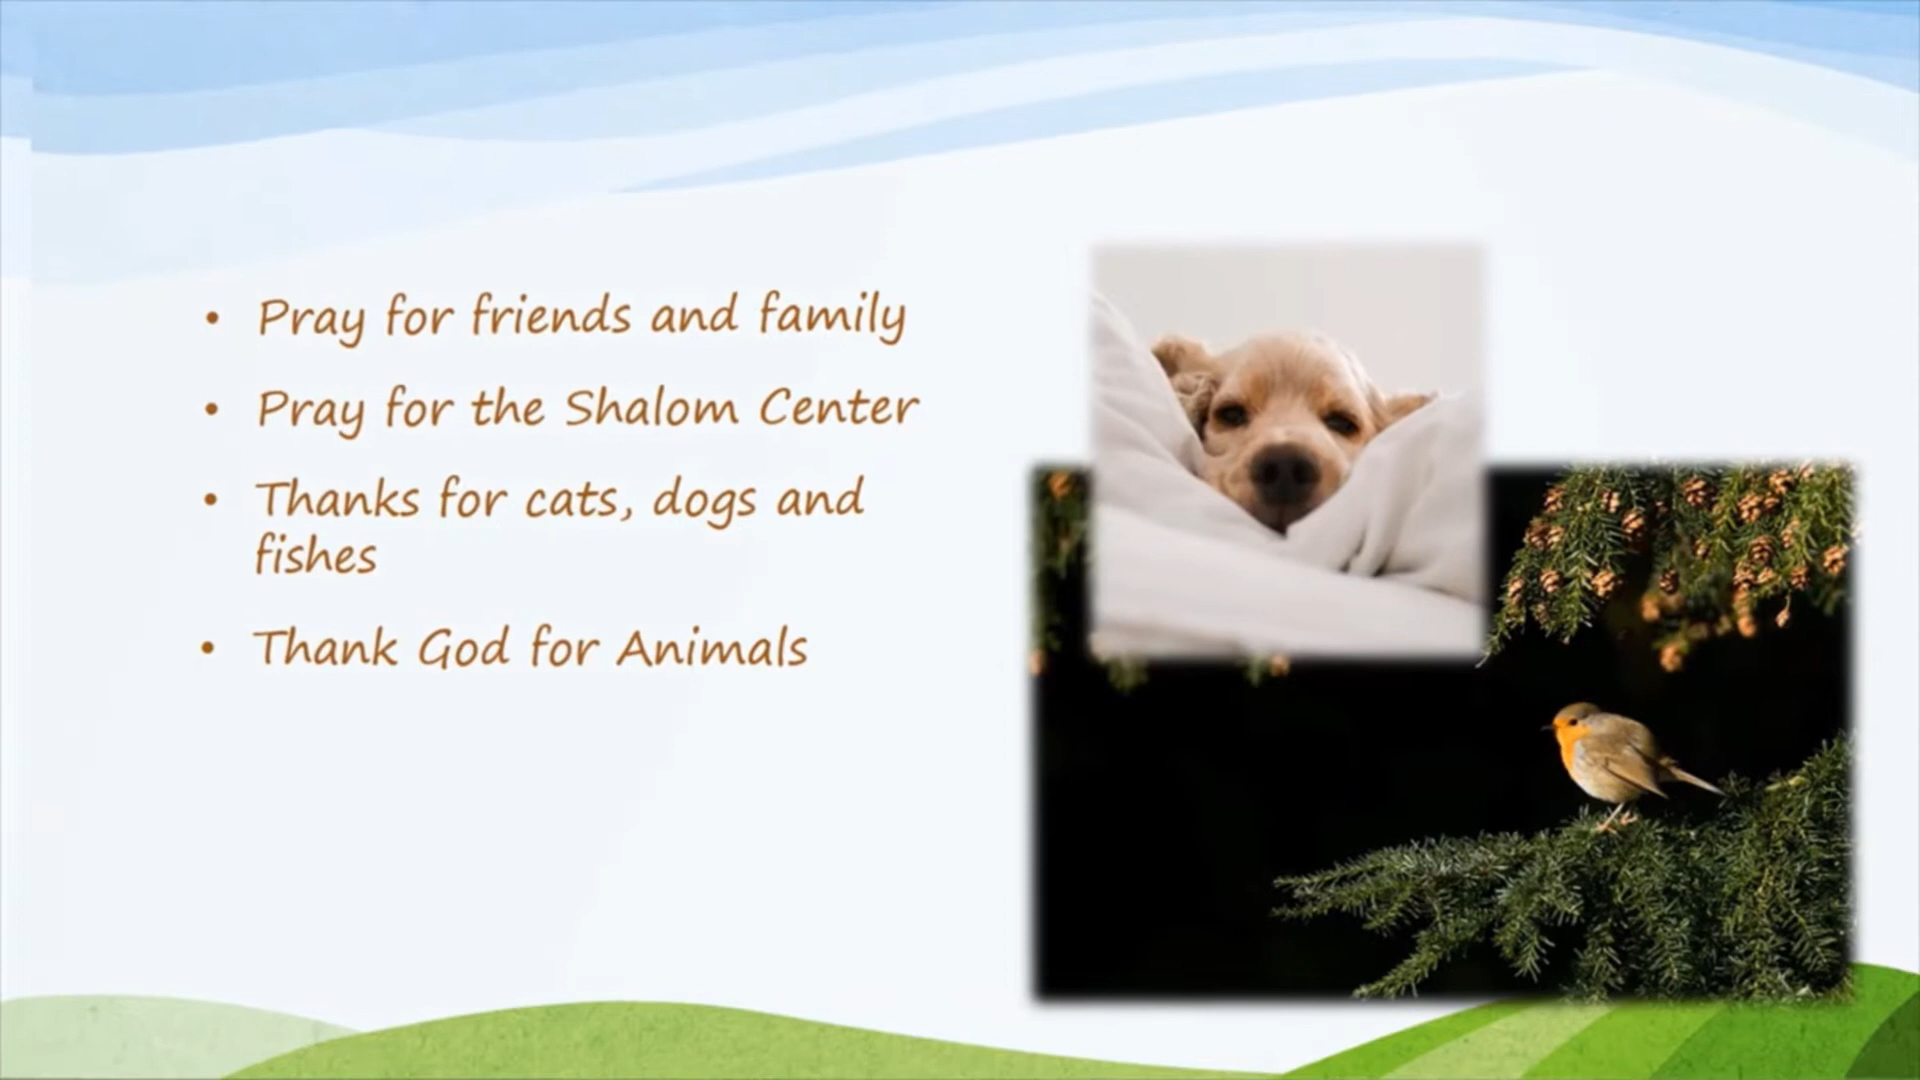 • Pray for friends and family
• Pray for the Shalom Center
• Thanks for cats, dogs and
fishes
• Thank God for Animals